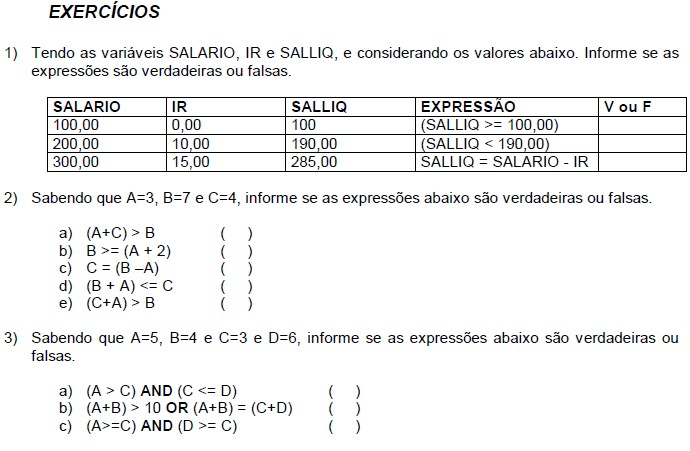 EXERCÍCIOS
1) Tendo as variáveis SALARIO, IR e SALLIQ, e considerando os valores abaixo. Informe se as
expressões são verdadeiras ou falsas.
SALARIO IR SALLIQ EXPRESSÃO V ou F
100,00 0,00 100 (SALLIQ >= 100,00)
200,00 10,00 190,00 (SALLIQ < 190,00)
300,00 15,00 285,00 SALLIQ = SALARIO - IR
2) Sabendo que A=3, B=7 e C=4, informe se as expressões abaixo são verdadeiras ou falsas.
a) (A+C) > B ( )
b) B >= (A + 2) ( )
c) C = (B –A) ( )
d) (B + A) <= C ( )
e) (C+A) > B ( )
3) Sabendo que A=5, B=4 e C=3 e D=6, informe se as expressões abaixo são verdadeiras ou
falsas.
a) (A > C) AND (C <= D) ( )
b) (A+B) > 10 OR (A+B) = (C+D) ( )
c) (A>=C) AND (D >= C) ( )